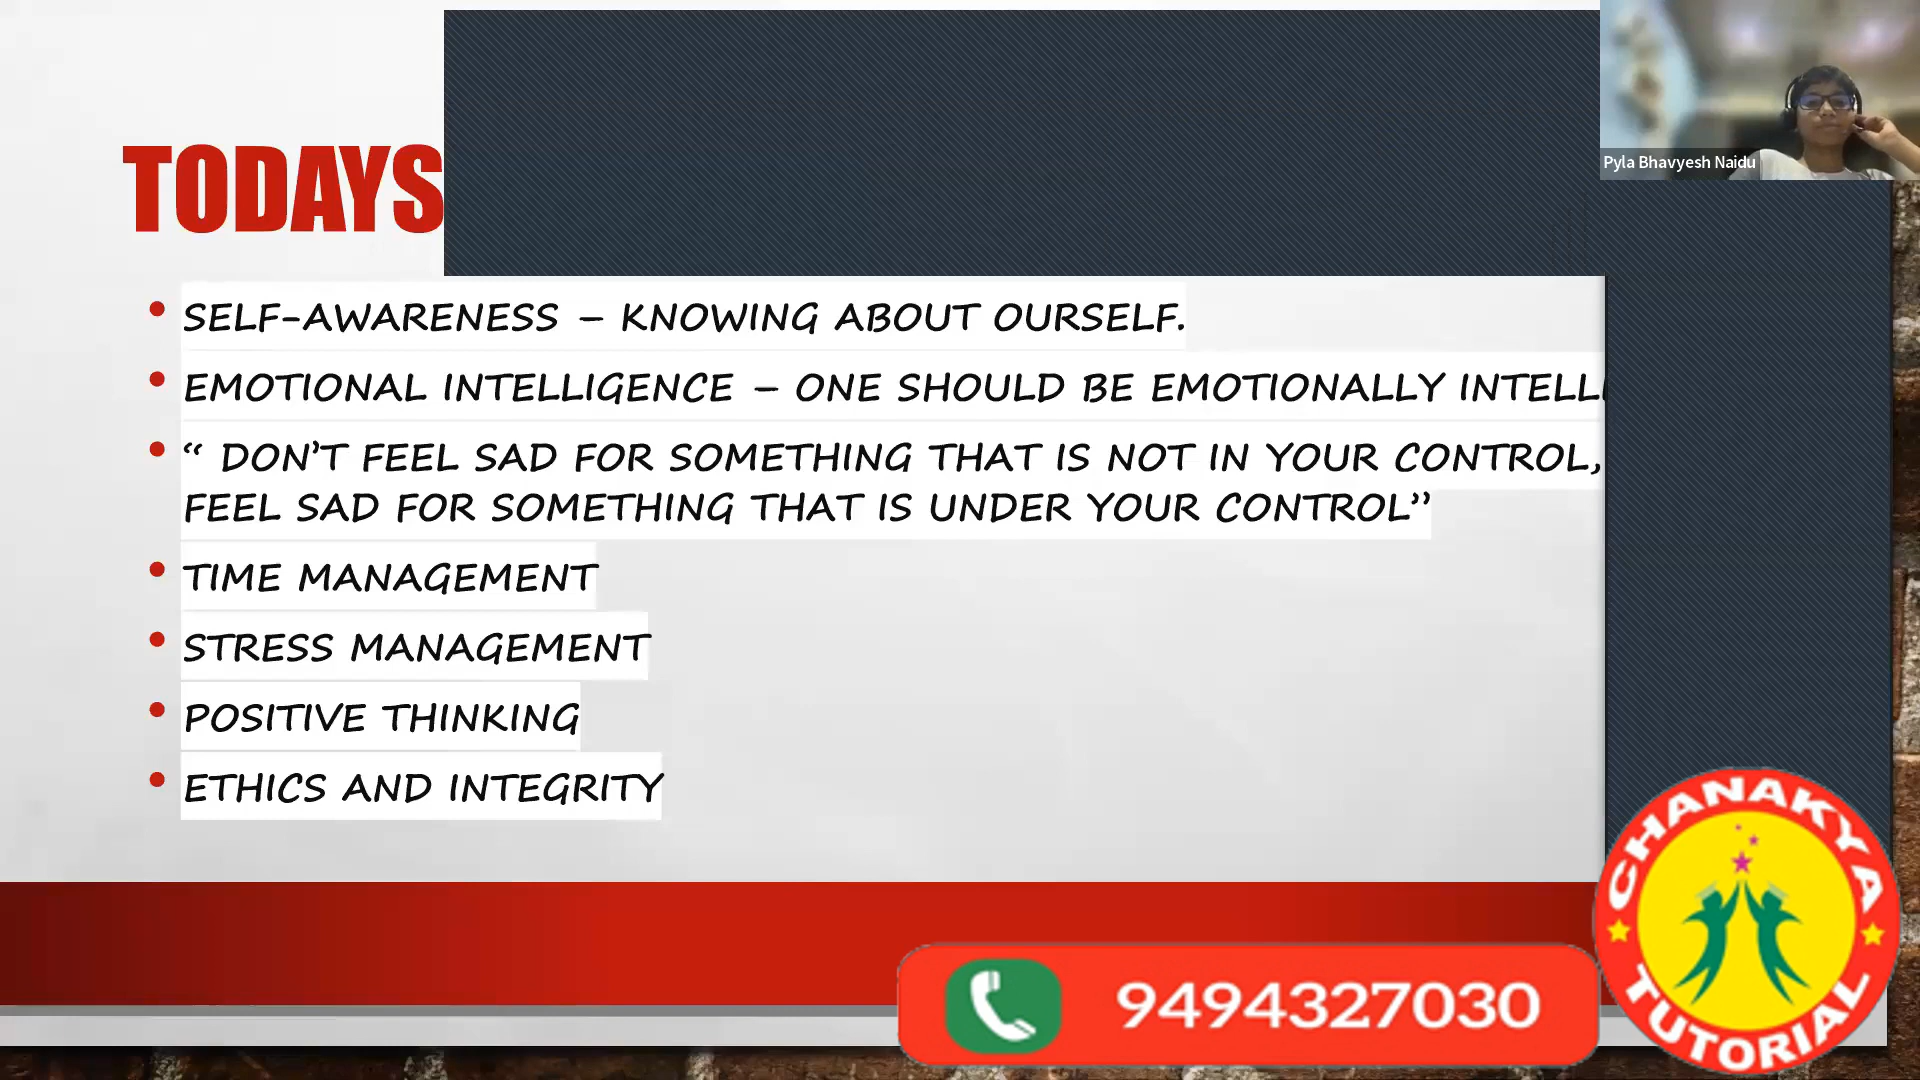 TODAYS
Pyla Bhavyesh Naidu
SELF-AWARENESS – KNOWING ABOUT OURSELF.
EMOTIONAL INTELLIGENCE – ONE SHOULD BE EMOTIONALLY
“ DON’T FEEL SAD FOR SOMETHING THAT IS NOT IN YOUR CONTROL,
FEEL SAD FOR SOMETHING THAT IS UNDER YOUR CONTROL”
TIME MANAGEMENT
STRESS MANAGEMENT
POSITIVE THINKING
ETHICS AND INTEGRITY
9494327030
CHANAKYA
TUTORIAL